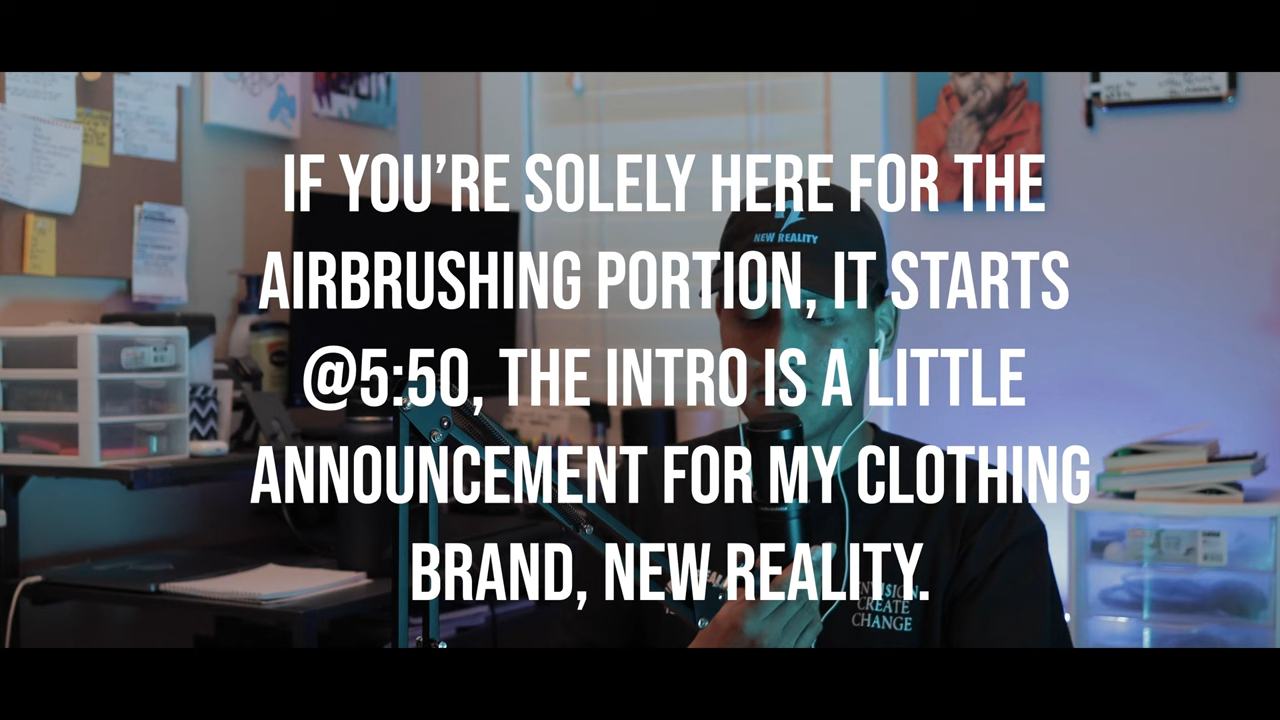 IF YOU'RE SOLELY HERE FOR THE
AIRBRUSHING PORTION, IT STARTS
@5:50, THE INTRO IS A LITTLE
ANNOUNCEMENT FOR MY CLOTHING
BRAND, NEW REALITY.
NEW REALITY
ENVISION
CREATE
CHANGE